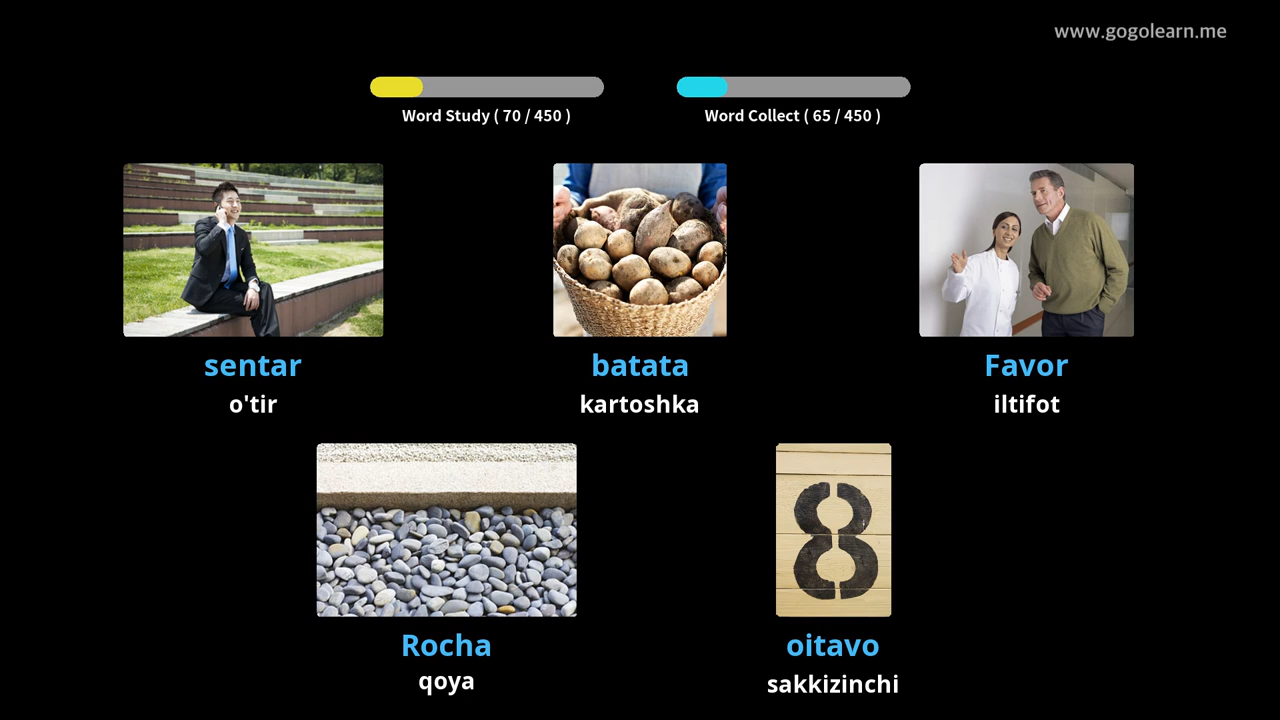 www.gogolearn.me
Word Study ( 70 / 450 )
Word Collect ( 65 / 450 )
sentar
o'tir
batata
kartoshka
Favor
iltifot
Rocha
qoya
8
oitavo
sakkizinchi